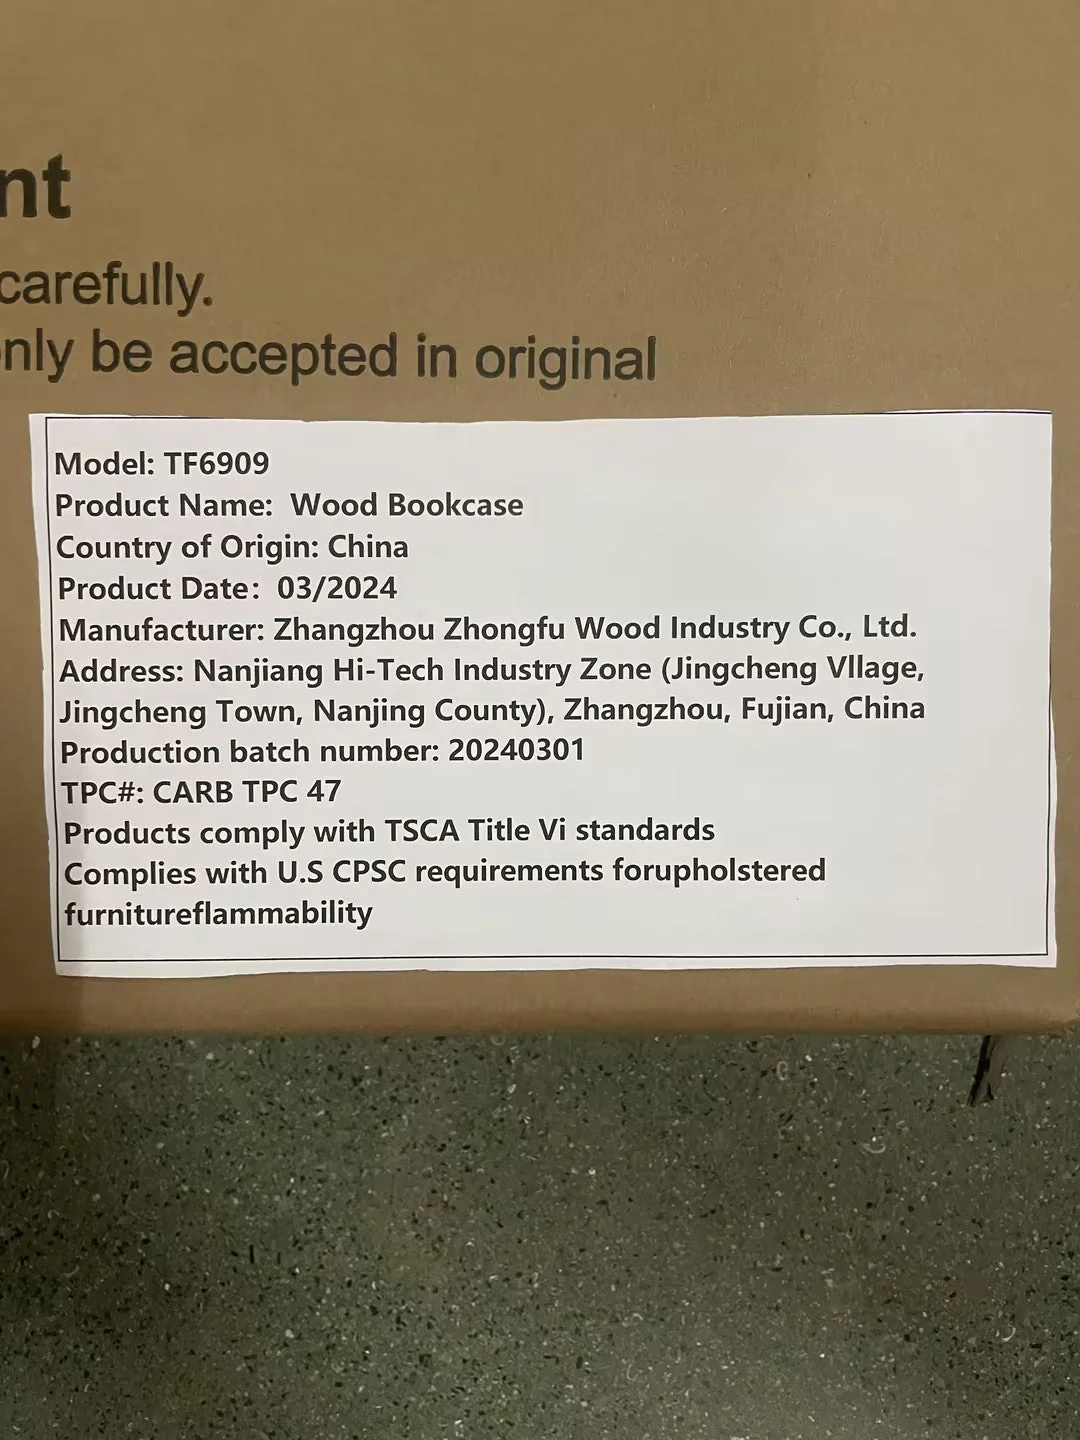 nt
carefully.
nly be accepted in original
Model: TF6909
Product Name: Wood Bookcase
Country of Origin: China
Product Date: 03/2024
Manufacturer: Zhangzhou Zhongfu Wood Industry Co., Ltd.
Address: Nanjiang Hi-Tech Industry Zone (Jingcheng Vllage,
Jingcheng Town, Nanjing County), Zhangzhou, Fujian, China
Production batch number: 20240301
TPC#: CARB TPC 47
Products comply with TSCA Title Vi standards
Complies with U.S CPSC requirements forupholstered
furnitureflammability